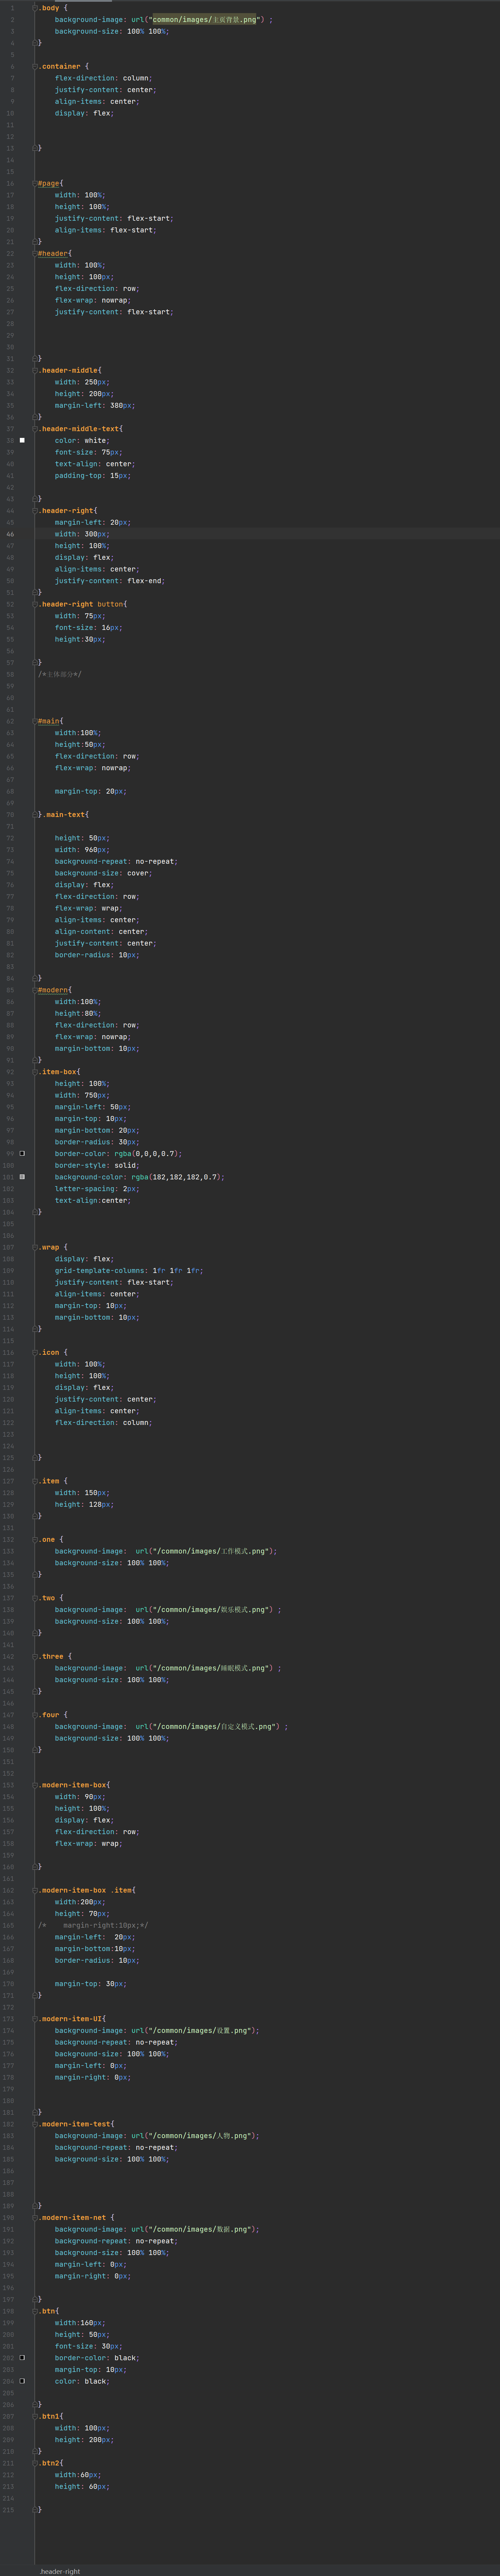 1 .body {
2     background-image: url("common/images/主页背景.png") ;
3     background-size: 100% 100%;
4 }
5
6 .container {
7     flex-direction: column;
8     justify-content: center;
9     align-items: center;
10     display: flex;
11
12
13 }
14
15
16 #page{
17     width: 100%;
18     height: 100%;
19     justify-content: flex-start;
20     align-items: flex-start;
21 }
22 #header{
23     width: 100%;
24     height: 100px;
25     flex-direction: row;
26     flex-wrap: nowrap;
27     justify-content: flex-start;
28
29
30
31 }
32 .header-middle{
33     width: 250px;
34     height: 200px;
35     margin-left: 380px;
36 }
37 .header-middle-text{
38     color: white;
39     font-size: 75px;
40     text-align: center;
41     padding-top: 15px;
42
43 }
44 .header-right{
45     margin-left: 20px;
46     width: 300px;
47     height: 100%;
48     display: flex;
49     align-items: center;
50     justify-content: flex-end;
51 }
52 .header-right button{
53     width: 75px;
54     font-size: 16px;
55     height:30px;
56
57 }
58 /*主体部分*/
59
60
61
62 #main{
63     width:100%;
64     height:50px;
65     flex-direction: row;
66     flex-wrap: nowrap;
67
68     margin-top: 20px;
69
70 }.main-text{
71
72     height: 50px;
73     width: 960px;
74     background-repeat: no-repeat;
75     background-size: cover;
76     display: flex;
77     flex-direction: row;
78     flex-wrap: wrap;
79     align-items: center;
80     align-content: center;
81     justify-content: center;
82     border-radius: 10px;
83
84 }
85 #modern{
86     width:100%;
87     height:80%;
88     flex-direction: row;
89     flex-wrap: nowrap;
90     margin-bottom: 10px;
91 }
92 .item-box{
93     height: 100%;
94     width: 750px;
95     margin-left: 50px;
96     margin-top: 10px;
97     margin-bottom: 20px;
98     border-radius: 30px;
99     border-color: rgba(0,0,0,0.7);
100     border-style: solid;
101     background-color: rgba(182,182,182,0.7);
102     letter-spacing: 2px;
103     text-align:center;
104 }
105
106
107 .wrap {
108     display: flex;
109     grid-template-columns: 1fr 1fr 1fr;
110     justify-content: flex-start;
111     align-items: center;
112     margin-top: 10px;
113     margin-bottom: 10px;
114 }
115
116 .icon {
117     width: 100%;
118     height: 100%;
119     display: flex;
120     justify-content: center;
121     align-items: center;
122     flex-direction: column;
123
124
125 }
126
127 .item {
128     width: 150px;
129     height: 128px;
130 }
131
132 .one {
133     background-image:  url("/common/images/工作模式.png");
134     background-size: 100% 100%;
135 }
136
137 .two {
138     background-image:  url("/common/images/娱乐模式.png") ;
139     background-size: 100% 100%;
140 }
141
142 .three {
143     background-image:  url("/common/images/睡眠模式.png") ;
144     background-size: 100% 100%;
145 }
146
147 .four {
148     background-image:  url("/common/images/自定义模式.png") ;
149     background-size: 100% 100%;
150 }
151
152
153 .modern-item-box{
154     width: 90px;
155     height: 100%;
156     display: flex;
157     flex-direction: row;
158     flex-wrap: wrap;
159
160 }
161
162 .modern-item-box .item{
163     width:200px;
164     height: 70px;
165 /*    margin-right:10px;*/
166     margin-left:  20px;
167     margin-bottom:10px;
168     border-radius: 10px;
169
170     margin-top: 30px;
171 }
172
173 .modern-item-UI{
174     background-image: url("/common/images/设置.png");
175     background-repeat: no-repeat;
176     background-size: 100% 100%;
177     margin-left: 0px;
178     margin-right: 0px;
179
180
181 }
182 .modern-item-test{
183     background-image: url("/common/images/人物.png");
184     background-repeat: no-repeat;
185     background-size: 100% 100%;
186
187
188
189 }
190 .modern-item-net {
191     background-image: url("/common/images/数据.png");
192     background-repeat: no-repeat;
193     background-size: 100% 100%;
194     margin-left: 0px;
195     margin-right: 0px;
196
197 }
198 .btn{
199     width:160px;
200     height: 50px;
201     font-size: 30px;
202     border-color: black;
203     margin-top: 10px;
204     color: black;
205
206 }
207 .btn1{
208     width: 100px;
209     height: 200px;
210 }
211 .btn2{
212     width:60px;
213     height: 60px;
214
215 }
.header-right